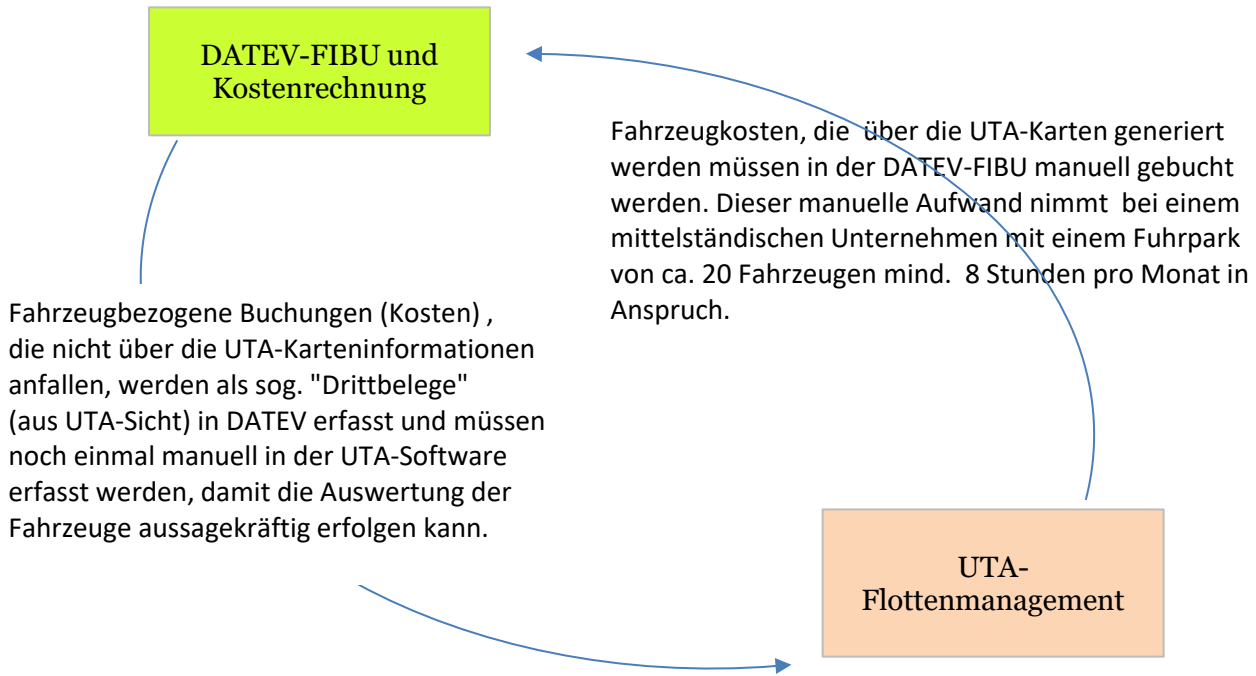 DATEV-FIBU und
Kostenrechnung
Fahrzeugkosten, die  über die UTA-Karten generiert
werden müssen in der DATEV-FIBU manuell gebucht
werden. Dieser manuelle Aufwand nimmt  bei einem
mittelständischen Unternehmen mit einem Fuhrpark
von ca. 20 Fahrzeugen mind.  8 Stunden pro Monat in
Anspruch.
Fahrzeugbezogene Buchungen (Kosten) ,
die nicht über die UTA-Karteninformationen
anfallen, werden als sog. "Drittbelege"
(aus UTA-Sicht) in DATEV erfasst und müssen
noch einmal manuell in der UTA-Software
erfasst werden, damit die Auswertung der
Fahrzeuge aussagekräftig erfolgen kann.
UTA-
Flottenmanagement